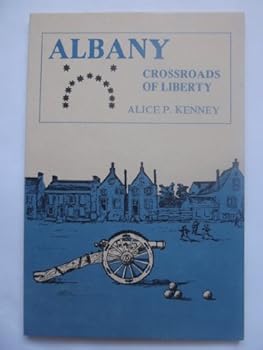 ALBANY
CROSSROADS
OF LIBERTY
ALICE P. KENNEY